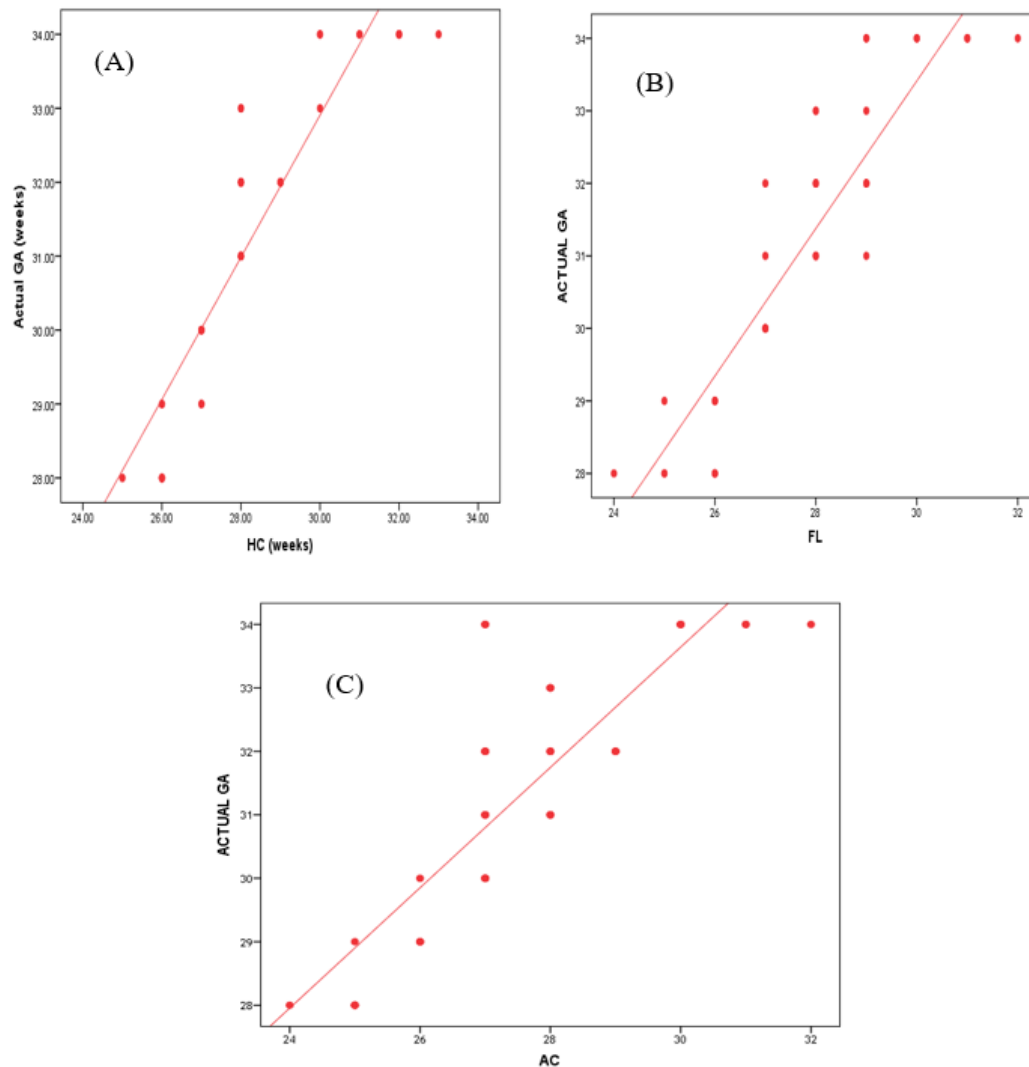 (A)
Actual GA (weeks)
34.00
33.00
32.00
31.00
30.00
29.00
28.00
24.00 26.00 28.00 30.00 32.00 34.00
HC (weeks)
(B)
ACTUAL GA
34
33
32
31
30
29
28
24 26 28 30 32
FL
(C)
ACTUAL GA
34
33
32
31
30
29
28
24 26 28 30 32
AC